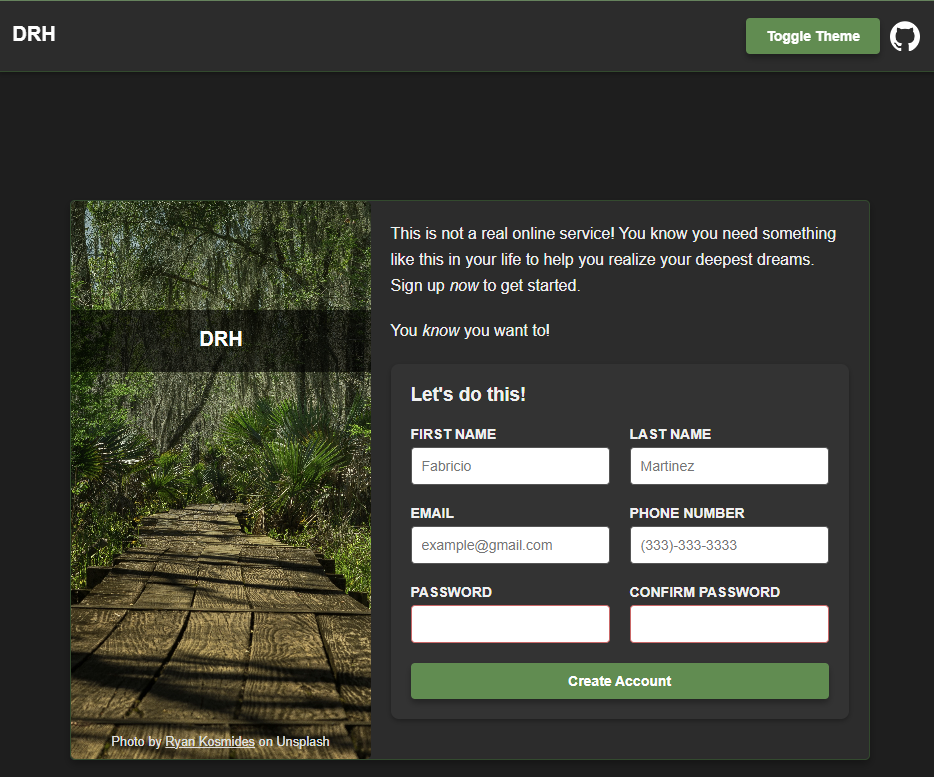 DRH
Toggle Theme
DRH
Photo by Ryan Kosmides on Unsplash
This is not a real online service! You know you need something
like this in your life to help you realize your deepest dreams.
Sign up now to get started.
You know you want to!
Let's do this!
FIRST NAME
Fabricio
LAST NAME
Martinez
EMAIL
example@gmail.com
PHONE NUMBER
(333)-333-3333
PASSWORD
CONFIRM PASSWORD
Create Account